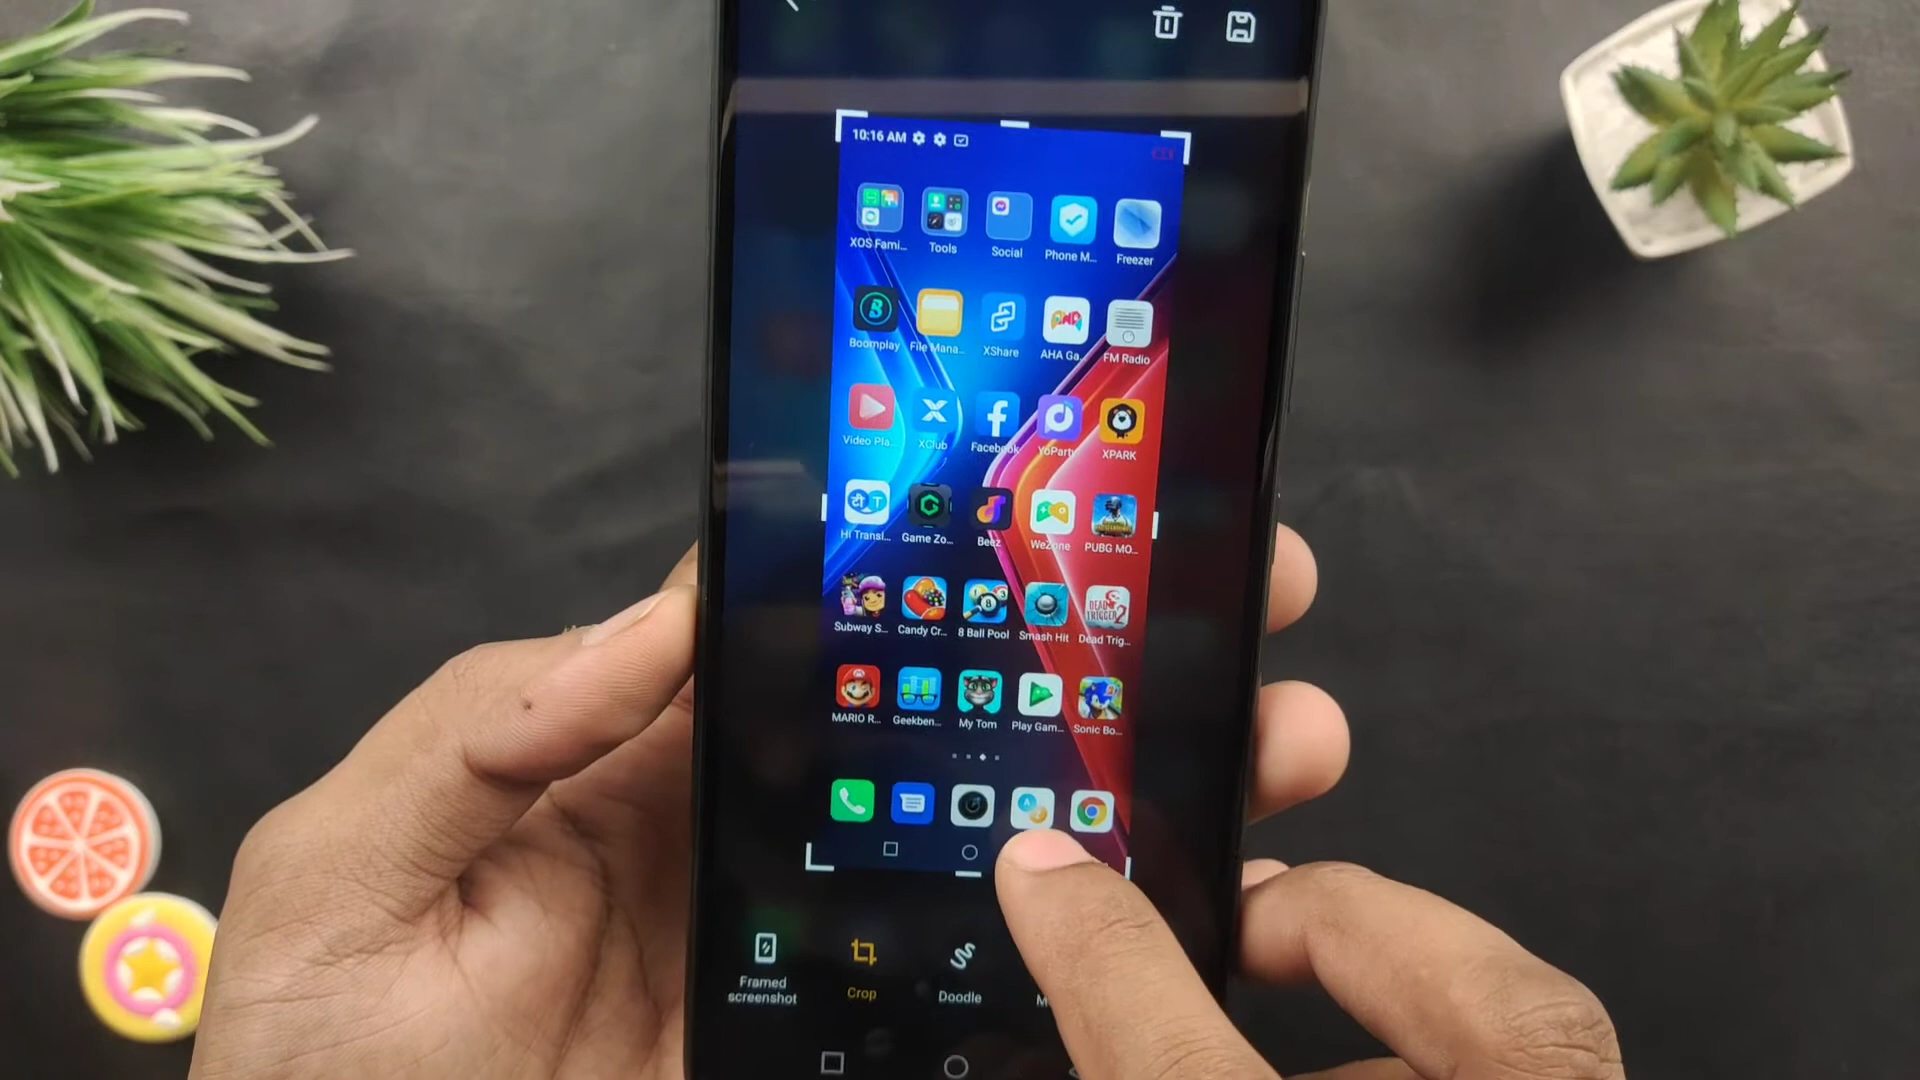 10:16 AM
XOS Fami... Tools Social Phone M... Freezer
Boomplay File Mana... XShare AHA Ga... FM Radio
Video Pla... XClub Facebook YoParty XPARK
Hi Transl... Game Zo... Beez WeZone PUBG MO...
Subway S... Candy Cr... 8 Ball Pool Smash Hit Dead Trig...
MARIO R... Geekben... My Tom Play Gam... Sonic Bo...
Framed screenshot Crop Doodle